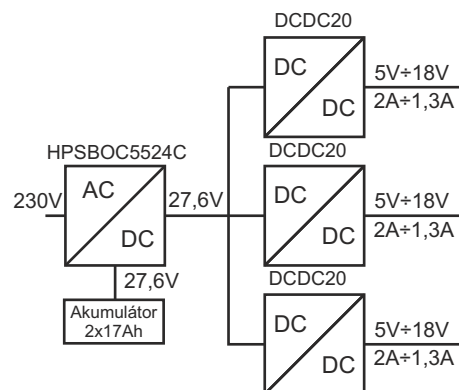 DCDC20
DC
DC
5V÷18V
2A÷1,3A
HPSBOC5524C
230V
AC
DC
27,6V
DCDC20
DC
DC
5V÷18V
2A÷1,3A
27,6V
Akumulátor
2x17Ah
DCDC20
DC
DC
5V÷18V
2A÷1,3A